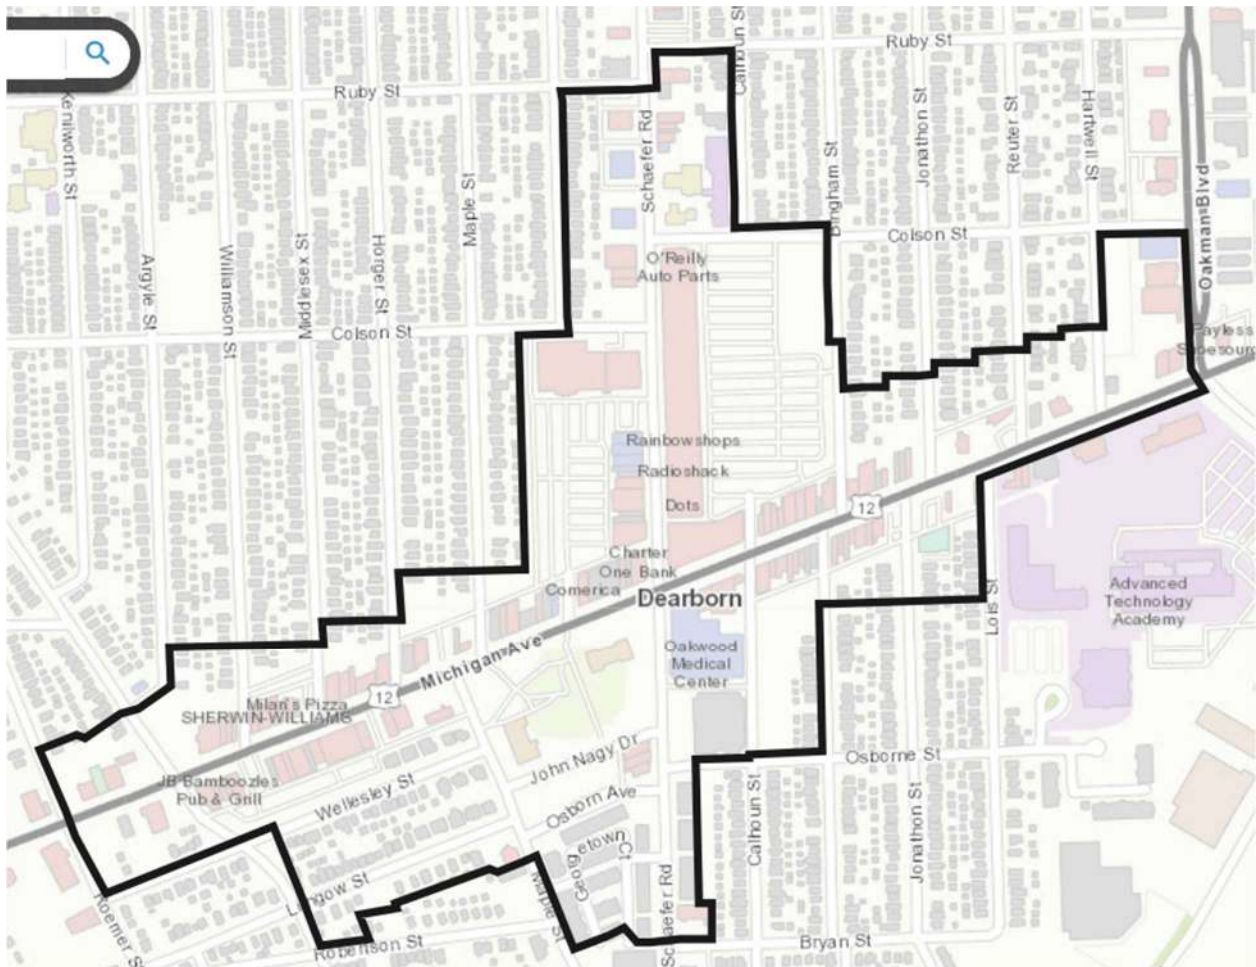 Calhoun St
Ruby St
Ruby St
Kenilworth St
Schaefer Rd
Jonathon St
Reuter St
Hartwell St
Maple St
Bingham St
Oakman Blvd
Colson St
Argyle St
Williamson St
Middlesex St
Horger St
O'Reilly
Auto Parts
Colson St
Payless
Rainbowshops
Radioshack
Dots
12
Charter
One Bank
Comerica
Dearborn
Lois St
Advanced
Technology
Academy
Michigan Ave
Oakwood
Medical
Center
12
Milan's Pizza
SHERWIN-WILLIAMS
John Nagy Dr
Osborne St
JB Bamboozles
Pub & Grill
Wellesley St
Osborn Ave
Calhoun St
Jonathon St
Georgetown Ct
Maple St
Schaefer Rd
Roemer St
Robertson St
Bryan St